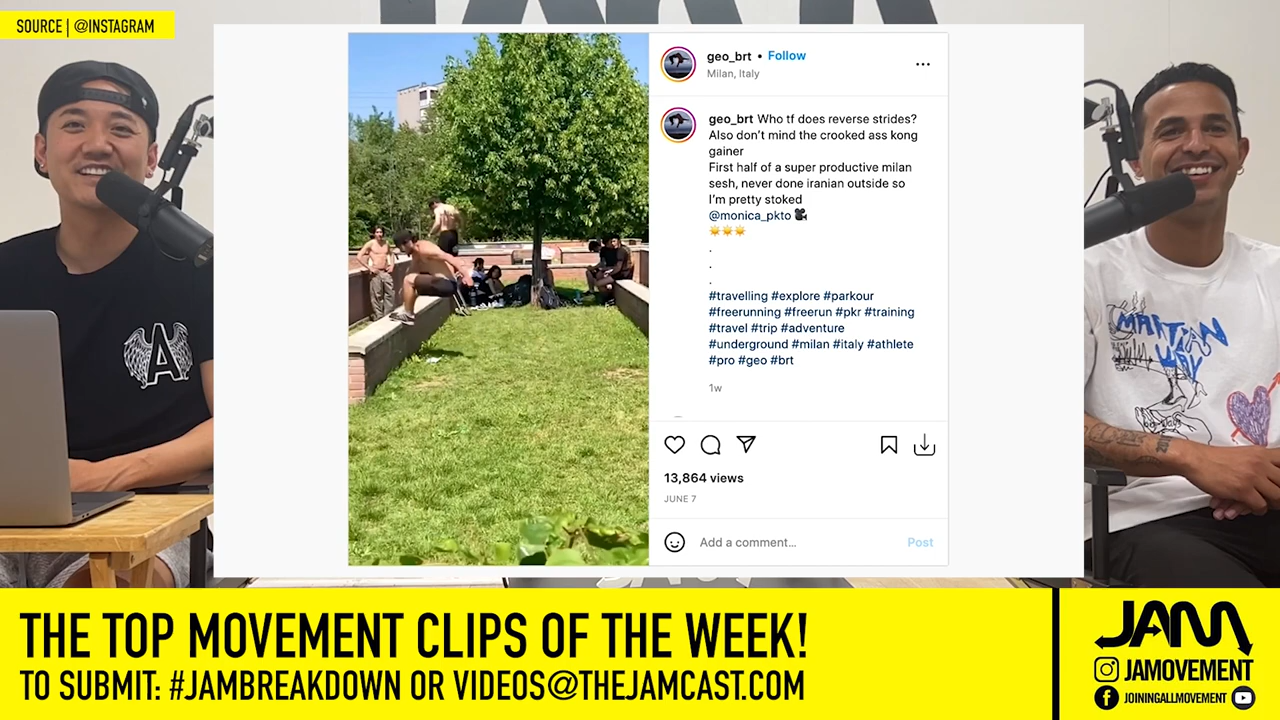 SOURCE | @INSTAGRAM
geo_brt • Follow
Milan, Italy
geo_brt Who tf does reverse strides?
Also don't mind the crooked ass kong
gainer
First half of a super productive milan
sesh, never done iranian outside so
I'm pretty stoked
@monica_pkto 🎥
☀️☀️☀️
.
.
.
#travelling #explore #parkour
#freerunning #freerun #pkr #training
#travel #trip #adventure
#underground #milan #italy #athlete
#pro #geo #brt
1w
13,864 views
JUNE 7
Add a comment...
Post
A
MARTIAN
THE TOP MOVEMENT CLIPS OF THE WEEK!
TO SUBMIT: #JAMBREAKDOWN OR VIDEOS@THEJAMCAST.COM
JAM
JAMOVEMENT
JOININGALLMOVEMENT